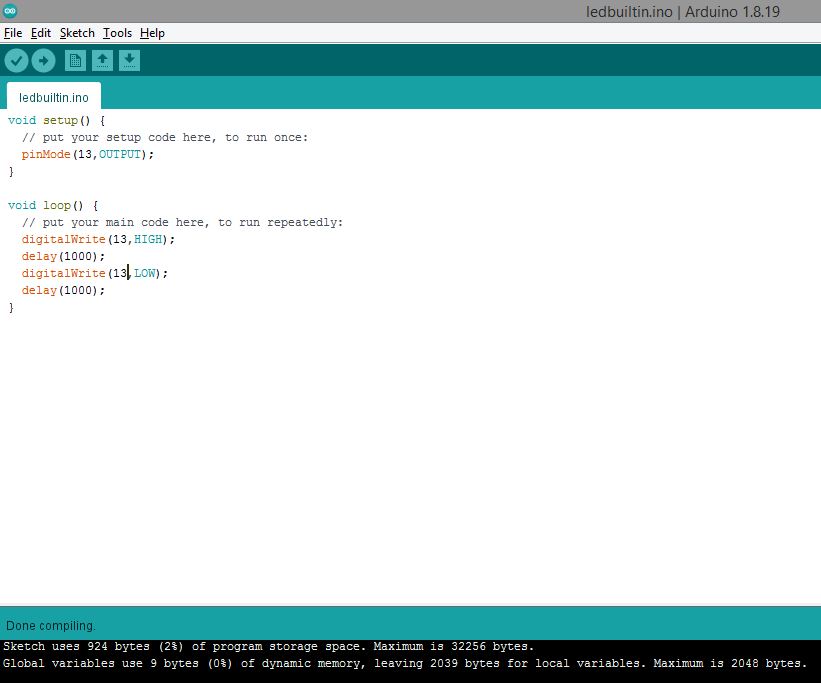 ledbuiltin.ino | Arduino 1.8.19
File Edit Sketch Tools Help
ledbuiltin.ino
void setup() {
  // put your setup code here, to run once:
  pinMode(13,OUTPUT);
}
void loop() {
  // put your main code here, to run repeatedly:
  digitalWrite(13,HIGH);
  delay(1000);
  digitalWrite(13,LOW);
  delay(1000);
}
Done compiling.
Sketch uses 924 bytes (2%) of program storage space. Maximum is 32256 bytes.
Global variables use 9 bytes (0%) of dynamic memory, leaving 2039 bytes for local variables. Maximum is 2048 bytes.